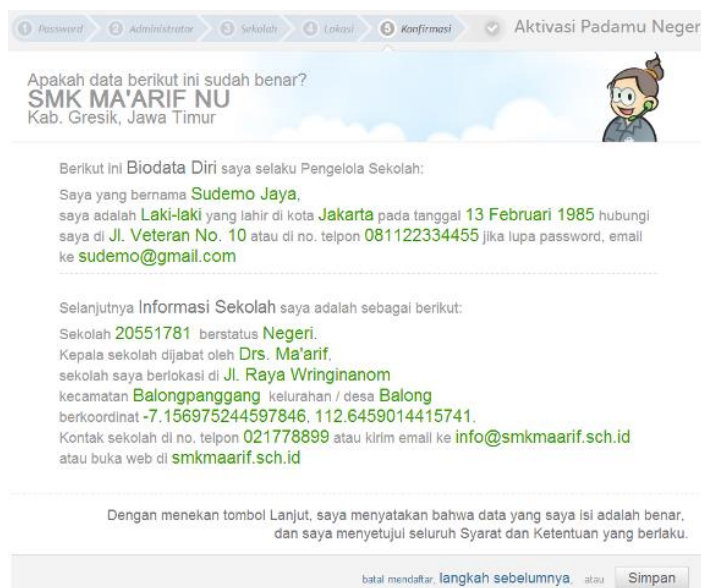 1 Password 2 Administrator 3 Sekolah 4 Lokasi 5 Konfirmasi Aktivasi Padamu Neger
Apakah data berikut ini sudah benar?
SMK MA'ARIF NU
Kab. Gresik, Jawa Timur
Berikut ini Biodata Diri saya selaku Pengelola Sekolah:
Saya yang bernama Sudemo Jaya,
saya adalah Laki-laki yang lahir di kota Jakarta pada tanggal 13 Februari 1985 hubungi
saya di Jl. Veteran No. 10 atau di no. telpon 081122334455 jika lupa password, email
ke sudemo@gmail.com
Selanjutnya Informasi Sekolah saya adalah sebagai berikut:
Sekolah 20551781 berstatus Negeri.
Kepala sekolah dijabat oleh Drs. Ma'arif,
sekolah saya berlokasi di Jl. Raya Wringinanom
kecamatan Balongpanggang kelurahan / desa Balong
berkoordinat -7.156975244597846, 112.6459014415741.
Kontak sekolah di no. telpon 021778899 atau kirim email ke info@smkmaarif.sch.id
atau buka web di smkmaarif.sch.id
Dengan menekan tombol Lanjut, saya menyatakan bahwa data yang saya isi adalah benar,
dan saya menyetujui seluruh Syarat dan Ketentuan yang berlaku.
batal mendaftar, langkah sebelumnya, atau Simpan